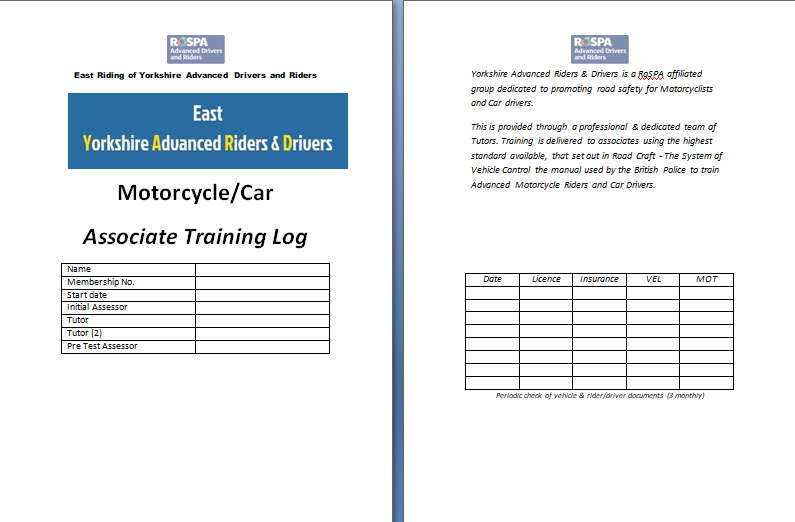 RoSPA
Advanced Drivers
and Riders
East Riding of Yorkshire Advanced Drivers and Riders
East
Yorkshire Advanced Riders & Drivers
Motorcycle/Car
Associate Training Log
Name
Membership No.
Start date
Initial Assessor
Tutor
Tutor (2)
Pre Test Assessor
RoSPA
Advanced Drivers
and Riders
Yorkshire Advanced Riders & Drivers is a RoSPA affiliated
group dedicated to promoting road safety for Motorcyclists
and Car drivers.
This is provided through a professional & dedicated team of
Tutors. Training is delivered to associates using the highest
standard available, that set out in Road Craft - The System of
Vehicle Control the manual used by the British Police to train
Advanced Motorcycle Riders and Car Drivers.
Date Licence Insurance VEL MOT
Periodic check of vehicle & rider/driver documents (3 monthly)